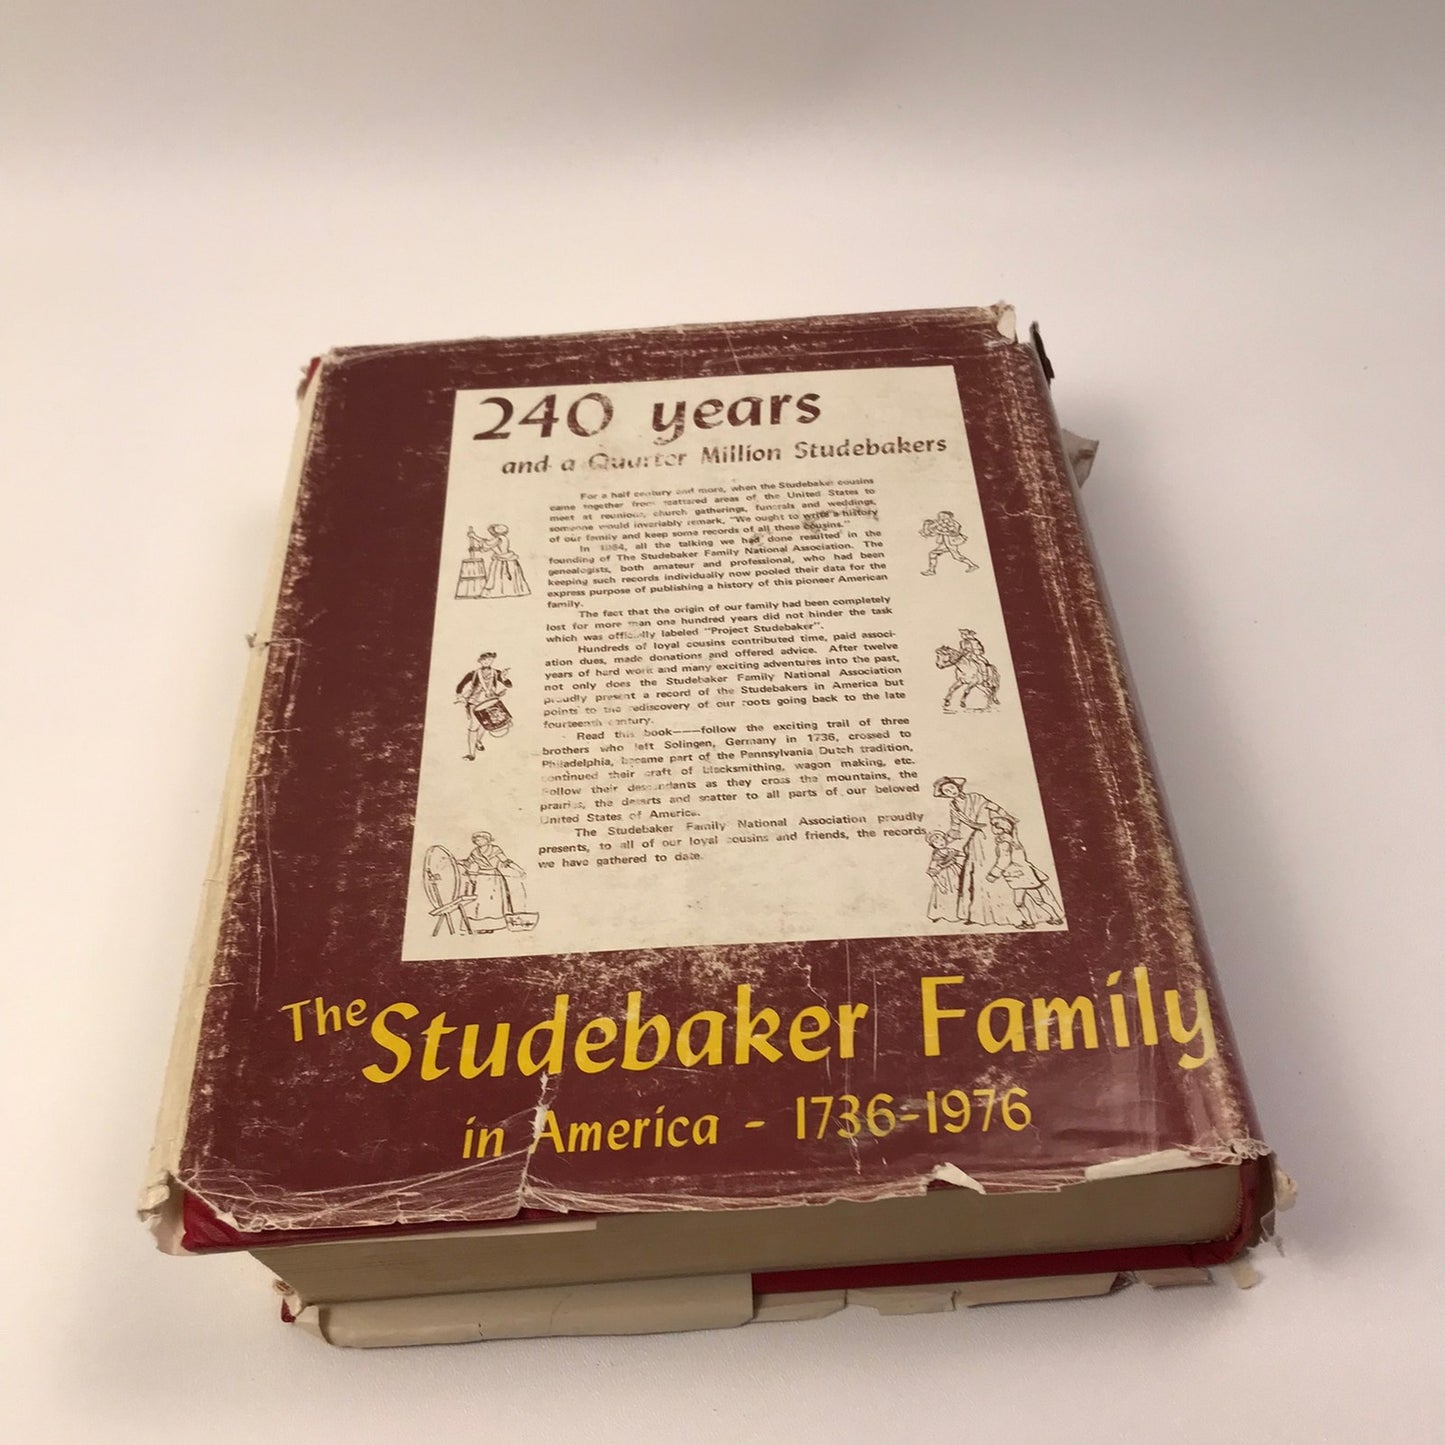 240 years
and a Quarter Million Studebakers
For a half century and more, when the Studebaker cousins
came together from scattered areas of the United States to
meet at reunions, church gatherings, funerals and weddings,
someone would invariably remark, "We ought to write a history
of our family and keep some records of all these cousins."
In 1964, all the talking we had done resulted in the
founding of The Studebaker Family National Association. The
genealogists, both amateur and professional, who had been
keeping such records individually now pooled their data for the
express purpose of publishing a history of this pioneer American
family.
The fact that the origin of our family had been completely
lost for more than one hundred years did not hinder the task
which was officially labeled "Project Studebaker".
Hundreds of loyal cousins contributed time, paid associ-
ation dues, made donations and offered advice. After twelve
years of hard work and many exciting adventures into the past,
not only does the Studebaker Family National Association
proudly present a record of the Studebakers in America but
points to the rediscovery of our roots going back to the late
fourteenth century.
Read this book---follow the exciting trail of three
brothers who left Solingen, Germany in 1736, crossed to
Philadelphia, became part of the Pennsylvania Dutch tradition,
continued their craft of blacksmithing, wagon making, etc.
Follow their descendants as they cross the mountains, the
prairies, the deserts and scatter to all parts of our beloved
United States of America.
The Studebaker Family National Association proudly
presents, to all of our loyal cousins and friends, the records
we have gathered to date.
The Studebaker Family
in America - 1736-1976